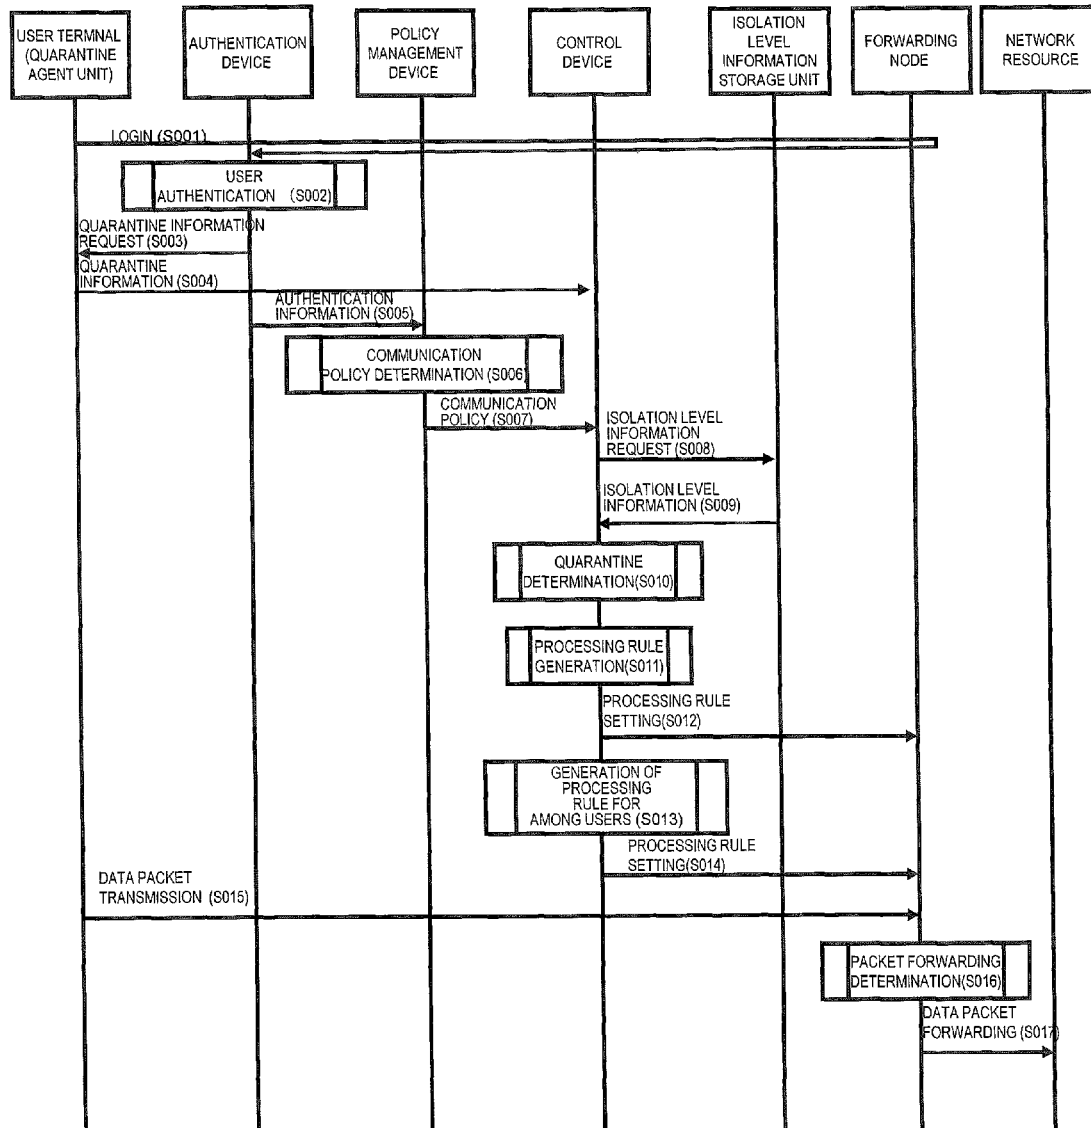 USER TERMNAL
(QUARANTINE
AGENT UNIT)
AUTHENTICATION
DEVICE
POLICY
MANAGEMENT
DEVICE
CONTROL
DEVICE
ISOLATION
LEVEL
INFORMATION
STORAGE UNIT
FORWARDING
NODE
NETWORK
RESOURCE
LOGIN (S001)
USER
AUTHENTICATION (S002)
QUARANTINE INFORMATION
REQUEST (S003)
QUARANTINE
INFORMATION (S004)
AUTHENTICATION
INFORMATION (S005)
COMMUNICATION
POLICY DETERMINATION (S006)
COMMUNICATION
POLICY (S007)
ISOLATION LEVEL
INFORMATION
REQUEST (S008)
ISOLATION LEVEL
INFORMATION (S009)
QUARANTINE
DETERMINATION(S010)
PROCESSING RULE
GENERATION(S011)
PROCESSING RULE
SETTING(S012)
GENERATION OF
PROCESSING
RULE FOR
AMONG USERS (S013)
PROCESSING RULE
SETTING(S014)
DATA PACKET
TRANSMISSION (S015)
PACKET FORWARDING
DETERMINATION(S016)
DATA PACKET
FORWARDING (S017)